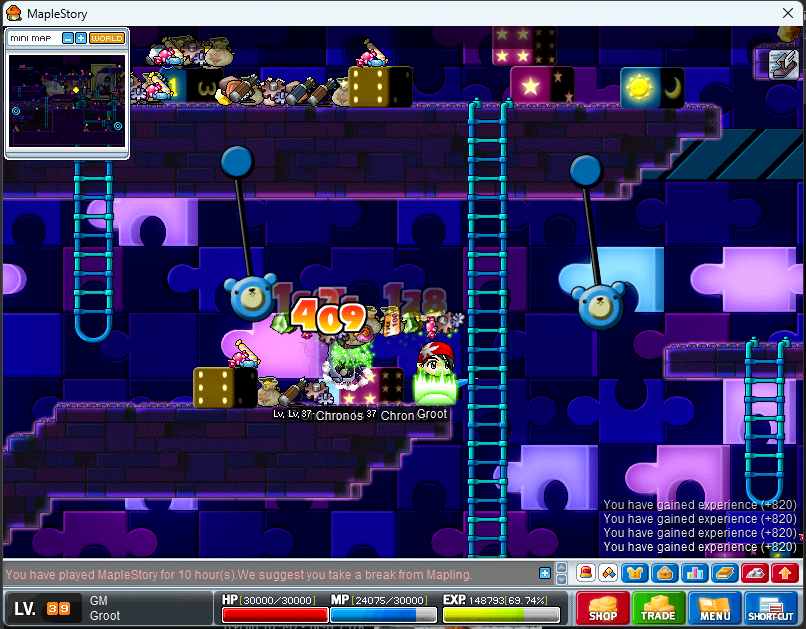 MapleStory
MINI MAP
WORLD
409
128
Lv, Lv, 37 Chronos 37 Chron Groot
You have gained experience (+820)
You have gained experience (+820)
You have gained experience (+820)
You have gained experience (+820)
You have played MapleStory for 10 hour(s).We suggest you take a break from Mapling.
LV. 39
GM
Groot
HP[30000/30000]
MP[24075/30000]
EXP 148793[69.74%]
SHOP
TRADE
MENU
SHORTCUT